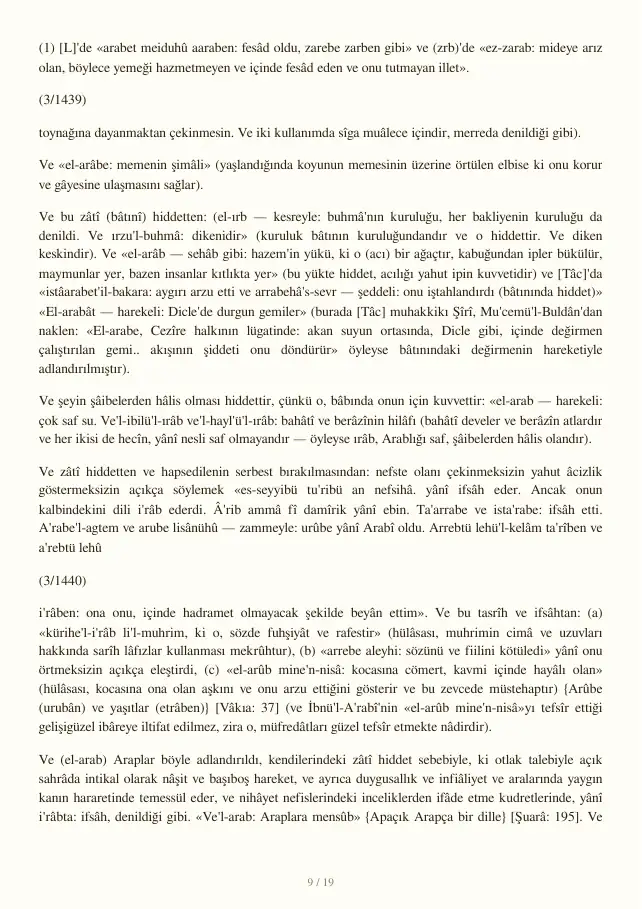 (1) [L]'de «arabet meiduhû aaraben: fesâd oldu, zarebe zarben gibi» ve (zrb)'de «ez-zarab: mideye arız
olan, böylece yemeği hazmetmeyen ve içinde fesâd eden ve onu tutmayan illet».
(3/1439)
toynağına dayanmaktan çekinmesin. Ve iki kullanımda sîga muâlece içindir, merreda denildiği gibi).
Ve «el-arâbe: memenin şimâli» (yaşlandığında koyunun memesinin üzerine örtülen elbise ki onu korur
ve gâyesine ulaşmasını sağlar).
Ve bu zâtî (bâtınî) hiddetten: (el-ırb — kesreyle: buhmâ'nın kuruluğu, her bakliyenin kuruluğu da
denildi. Ve ırzu'l-buhmâ: dikenidir» (kuruluk bâtının kuruluğundandır ve o hiddettir. Ve diken
keskindir). Ve «el-arâb — sehâb gibi: hazem'in yükü, ki o (acı) bir ağaçtır, kabuğundan ipler bükülür,
maymunlar yer, bazen insanlar kıtlıkta yer» (bu yükte hiddet, acılığı yahut ipin kuvvetidir) ve [Tâc]'da
«istâarabet'il-bakara: aygırı arzu etti ve arrabehâ's-sevr — şeddeli: onu iştahlandırdı (bâtınında hiddet)»
«El-arabât — harekeli: Dicle'de durgun gemiler» (burada [Tâc] muhakkikı Şîrî, Mu'cemü'l-Buldân'dan
naklen: «El-arabe, Cezîre halkının lügatinde: akan suyun ortasında, Dicle gibi, içinde değirmen
çalıştırılan gemi.. akışının şiddeti onu döndürür» öyleyse bâtınındaki değirmenin hareketiyle
adlandırılmıştır).
Ve şeyin şâibelerden hâlis olması hiddettir, çünkü o, bâbında onun için kuvvettir: «el-arab — harekeli:
çok saf su. Ve'l-ibilü'l-ırâb ve'l-hayl'ü'l-ırâb: bahâtî ve berâzînin hilâfı (bahâtî develer ve berâzîn atlardır
ve her ikisi de hecîn, yânî nesli saf olmayandır — öyleyse ırâb, Arablığı saf, şâibelerden hâlis olandır).
Ve zâtî hiddetten ve hapsedilenin serbest bırakılmasından: nefste olanı çekinmeksizin yahut âcizlik
göstermeksizin açıkça söylemek «es-seyyibü tu'ribü an nefsihâ. yânî ifsâh eder. Ancak onun
kalbindekini dili i'râb ederdi. Â'rib ammâ fî damîrik yânî ebin. Ta'arrabe ve ista'rabe: ifsâh etti.
A'rabe'l-agtem ve arube lisânühû — zammeyle: urûbe yânî Arabî oldu. Arrebtü lehü'l-kelâm ta'rîben ve
a'rebtü lehû
(3/1440)
i'râben: ona onu, içinde hadramet olmayacak şekilde beyân ettim». Ve bu tasrîh ve ifsâhtan: (a)
«kürihe'l-i'râb li'l-muhrim, ki o, sözde fuhşiyât ve rafestir» (hülâsası, muhrimin cimâ ve uzuvları
hakkında sarîh lâfızlar kullanması mekrûhtur), (b) «arrebe aleyhi: sözünü ve fiilini kötüledi» yânî onu
örtmeksizin açıkça eleştirdi, (c) «el-arûb mine'n-nisâ: kocasına cömert, kavmi içinde hayâlı olan»
(hülâsası, kocasına ona olan aşkını ve onu arzu ettiğini gösterir ve bu zevcede müstehaptır) {Arûbe
(urubân) ve yaşıtlar (etrâben)} [Vâkıa: 37] (ve İbnü'l-A'rabî'nin «el-arûb mine'n-nisâ»yı tefsîr ettiği
gelişigüzel ibâreye iltifat edilmez, zira o, müfredâtları güzel tefsîr etmekte nâdirdir).
Ve (el-arab) Araplar böyle adlandırıldı, kendilerindeki zâtî hiddet sebebiyle, ki otlak talebiyle açık
sahrâda intikal olarak nâşit ve başıboş hareket, ve ayrıca duygusallık ve infiâliyet ve aralarında yaygın
kanın hararetinde temessül eder, ve nihâyet nefislerindeki inceliklerden ifâde etme kudretlerinde, yânî
i'râbta: ifsâh, denildiği gibi. «Ve'l-arab: Araplara mensûb» {Apaçık Arapça bir dille} [Şuarâ: 195]. Ve
9 / 19